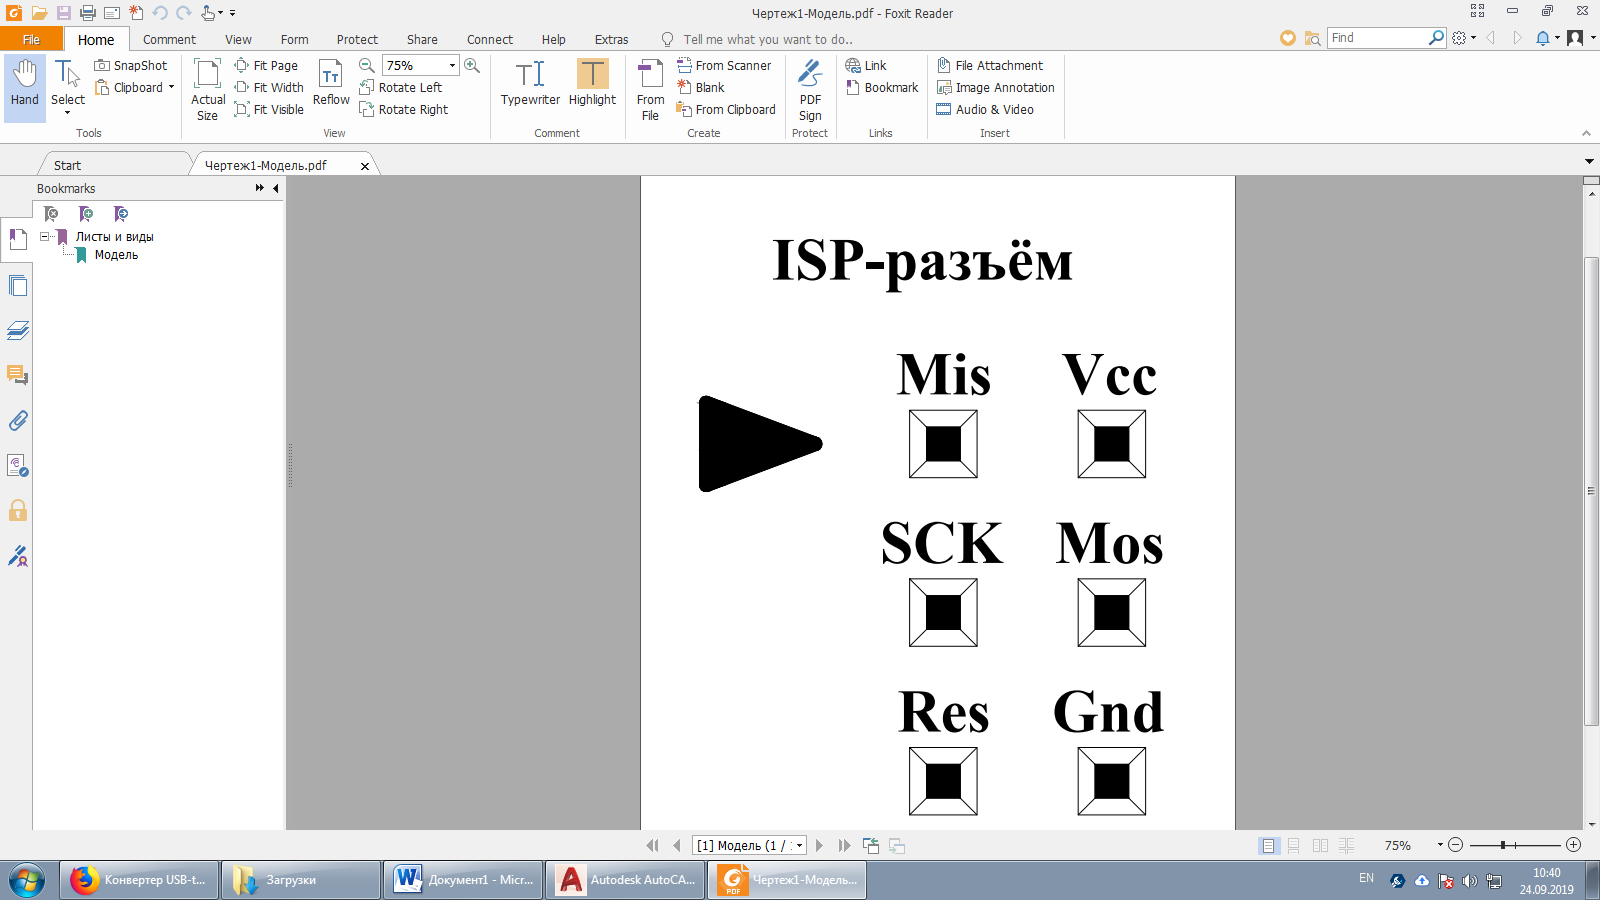 Чертеж1-Модель.pdf - Foxit Reader
File Home Comment View Form Protect Share Connect Help Extras Tell me what you want to do.. Find
Hand
Select
SnapShot
Clipboard
Tools
Actual Size
Fit Page
Fit Width
Fit Visible
Reflow
75%
Rotate Left
Rotate Right
View
Typewriter
Highlight
Comment
From File
From Scanner
Blank
From Clipboard
Create
PDF Sign
Protect
Link
Bookmark
Links
File Attachment
Image Annotation
Audio & Video
Insert
Start Чертеж1-Модель.pdf
Bookmarks
Листы и виды
Модель
ISP-разъём
Mis Vcc
SCK Mos
Res Gnd
[1] Модель (1 / 75%
Конвертер USB-t... Загрузки Документ1 - Micr... Autodesk AutoCA... Чертеж1-Модель...
EN 10:40
24.09.2019